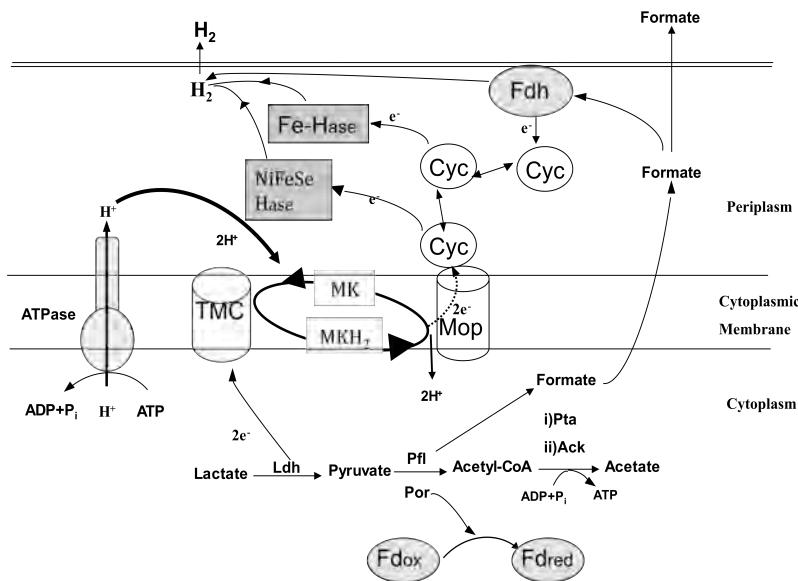 Formate
H2
H2
Fdh
Fe-Hase
e-
e-
Cyc
Cyc
NiFeSe
Hase
Formate
e-
H+
Periplasm
2H+
Cyc
MK
Cytoplasmic
TMC
2e-
ATPase
Mop
Membrane
MKH2
Formate
2H+
ADP+Pi
H+
ATP
Cytoplasm
i)Pta
2e-
ii)Ack
Pfl
Lactate
Ldh
Pyruvate
Acetyl-CoA
Acetate
Por
ADP+Pi
ATP
Fdox
Fdred